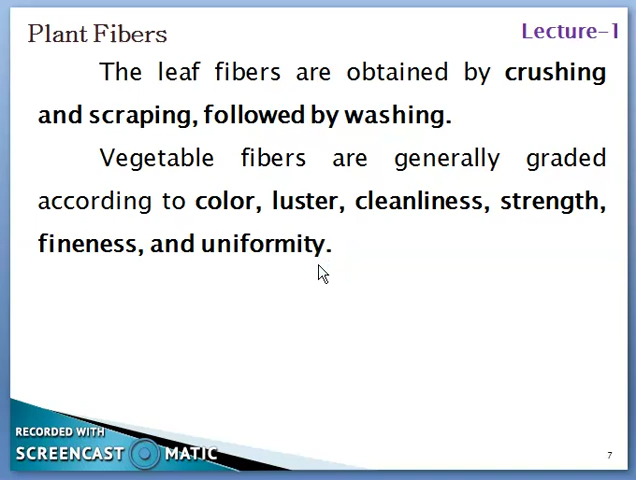 Plant Fibers
Lecture-1
The leaf fibers are obtained by crushing
and scraping, followed by washing.
Vegetable fibers are generally graded
according to color, luster, cleanliness, strength,
fineness, and uniformity.
RECORDED WITH
SCREENCAST MATIC
7